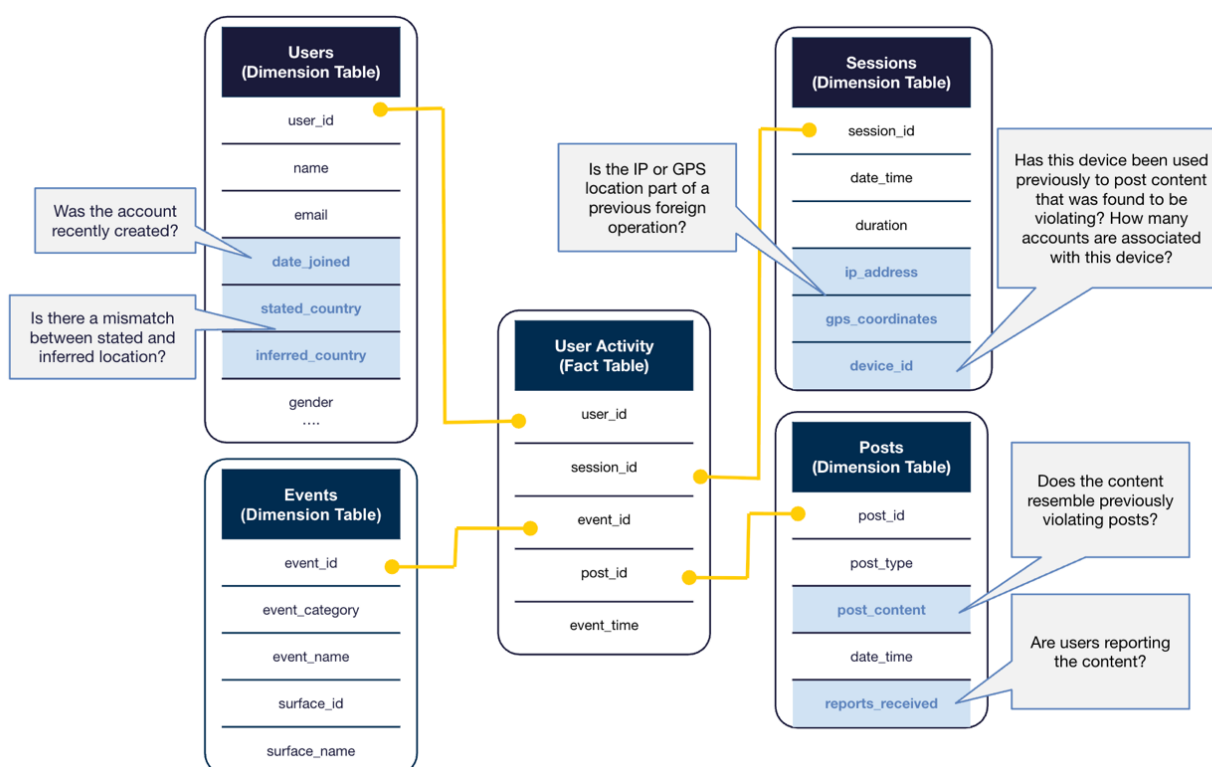 Users
(Dimension Table)
user_id
name
email
date_joined
stated_country
inferred_country
gender
....
Was the account
recently created?
Is there a mismatch
between stated and
inferred location?
Events
(Dimension Table)
event_id
event_category
event_name
surface_id
surface_name
User Activity
(Fact Table)
user_id
session_id
event_id
post_id
event_time
Is the IP or GPS
location part of a
previous foreign
operation?
Sessions
(Dimension Table)
session_id
date_time
duration
ip_address
gps_coordinates
device_id
Has this device been used
previously to post content
that was found to be
violating? How many
accounts are associated
with this device?
Posts
(Dimension Table)
post_id
post_type
post_content
date_time
reports_received
Does the content
resemble previously
violating posts?
Are users reporting
the content?